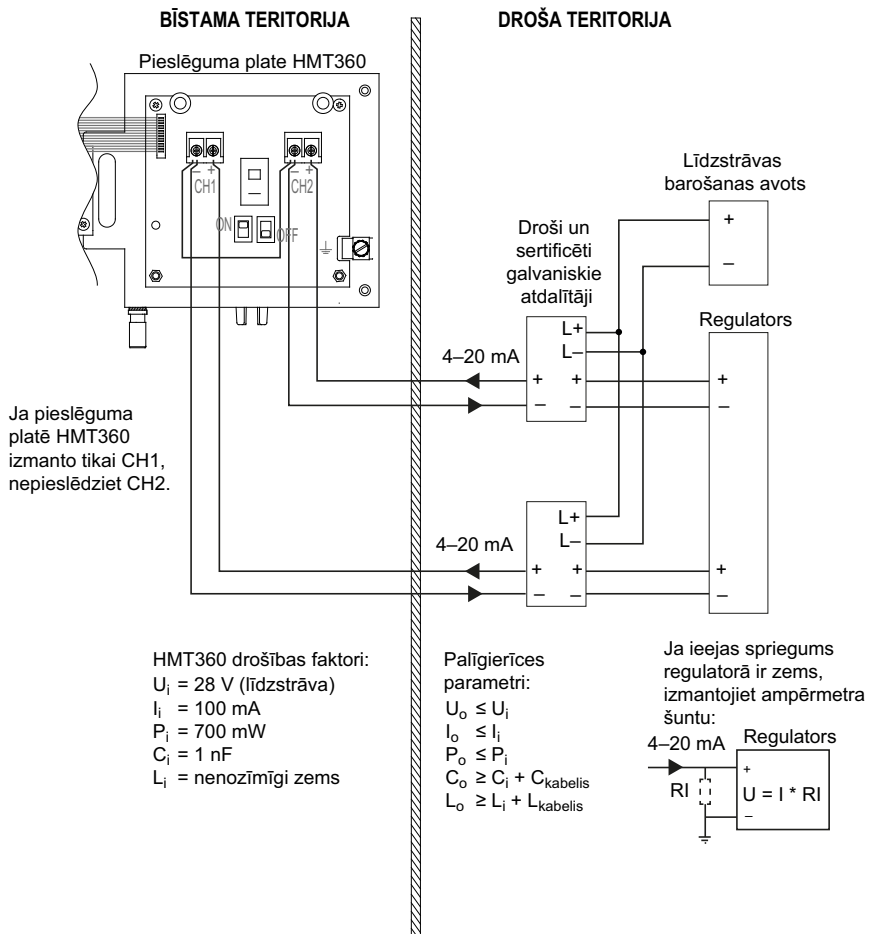 BĪSTAMA TERITORIJA
DROŠA TERITORIJA
Pieslēguma plate HMT360
– +
CH1
– +
CH2
ON
OFF
Ja pieslēguma
platē HMT360
izmanto tikai CH1,
nepieslēdziet CH2.
Līdzstrāvas
barošanas avots
+
–
Droši un
sertificēti
galvaniskie
atdalītāji
Regulators
L+
L–
4–20 mA
+ + +
– – –
L+
L–
4–20 mA
+ + +
– – –
HMT360 drošības faktori:
Uᵢ = 28 V (līdzstrāva)
Iᵢ = 100 mA
Pᵢ = 700 mW
Cᵢ = 1 nF
Lᵢ = nenozīmīgi zems
Palīgierīces
parametri:
Uₒ ≤ Uᵢ
Iₒ ≤ Iᵢ
Pₒ ≤ Pᵢ
Cₒ ≥ Cᵢ + Ckabelis
Lₒ ≥ Lᵢ + Lkabelis
Ja ieejas spriegums
regulatorā ir zems,
izmantojiet ampērmetra
šuntu:
4–20 mA
Regulators
+
RI
U = I * RI
–